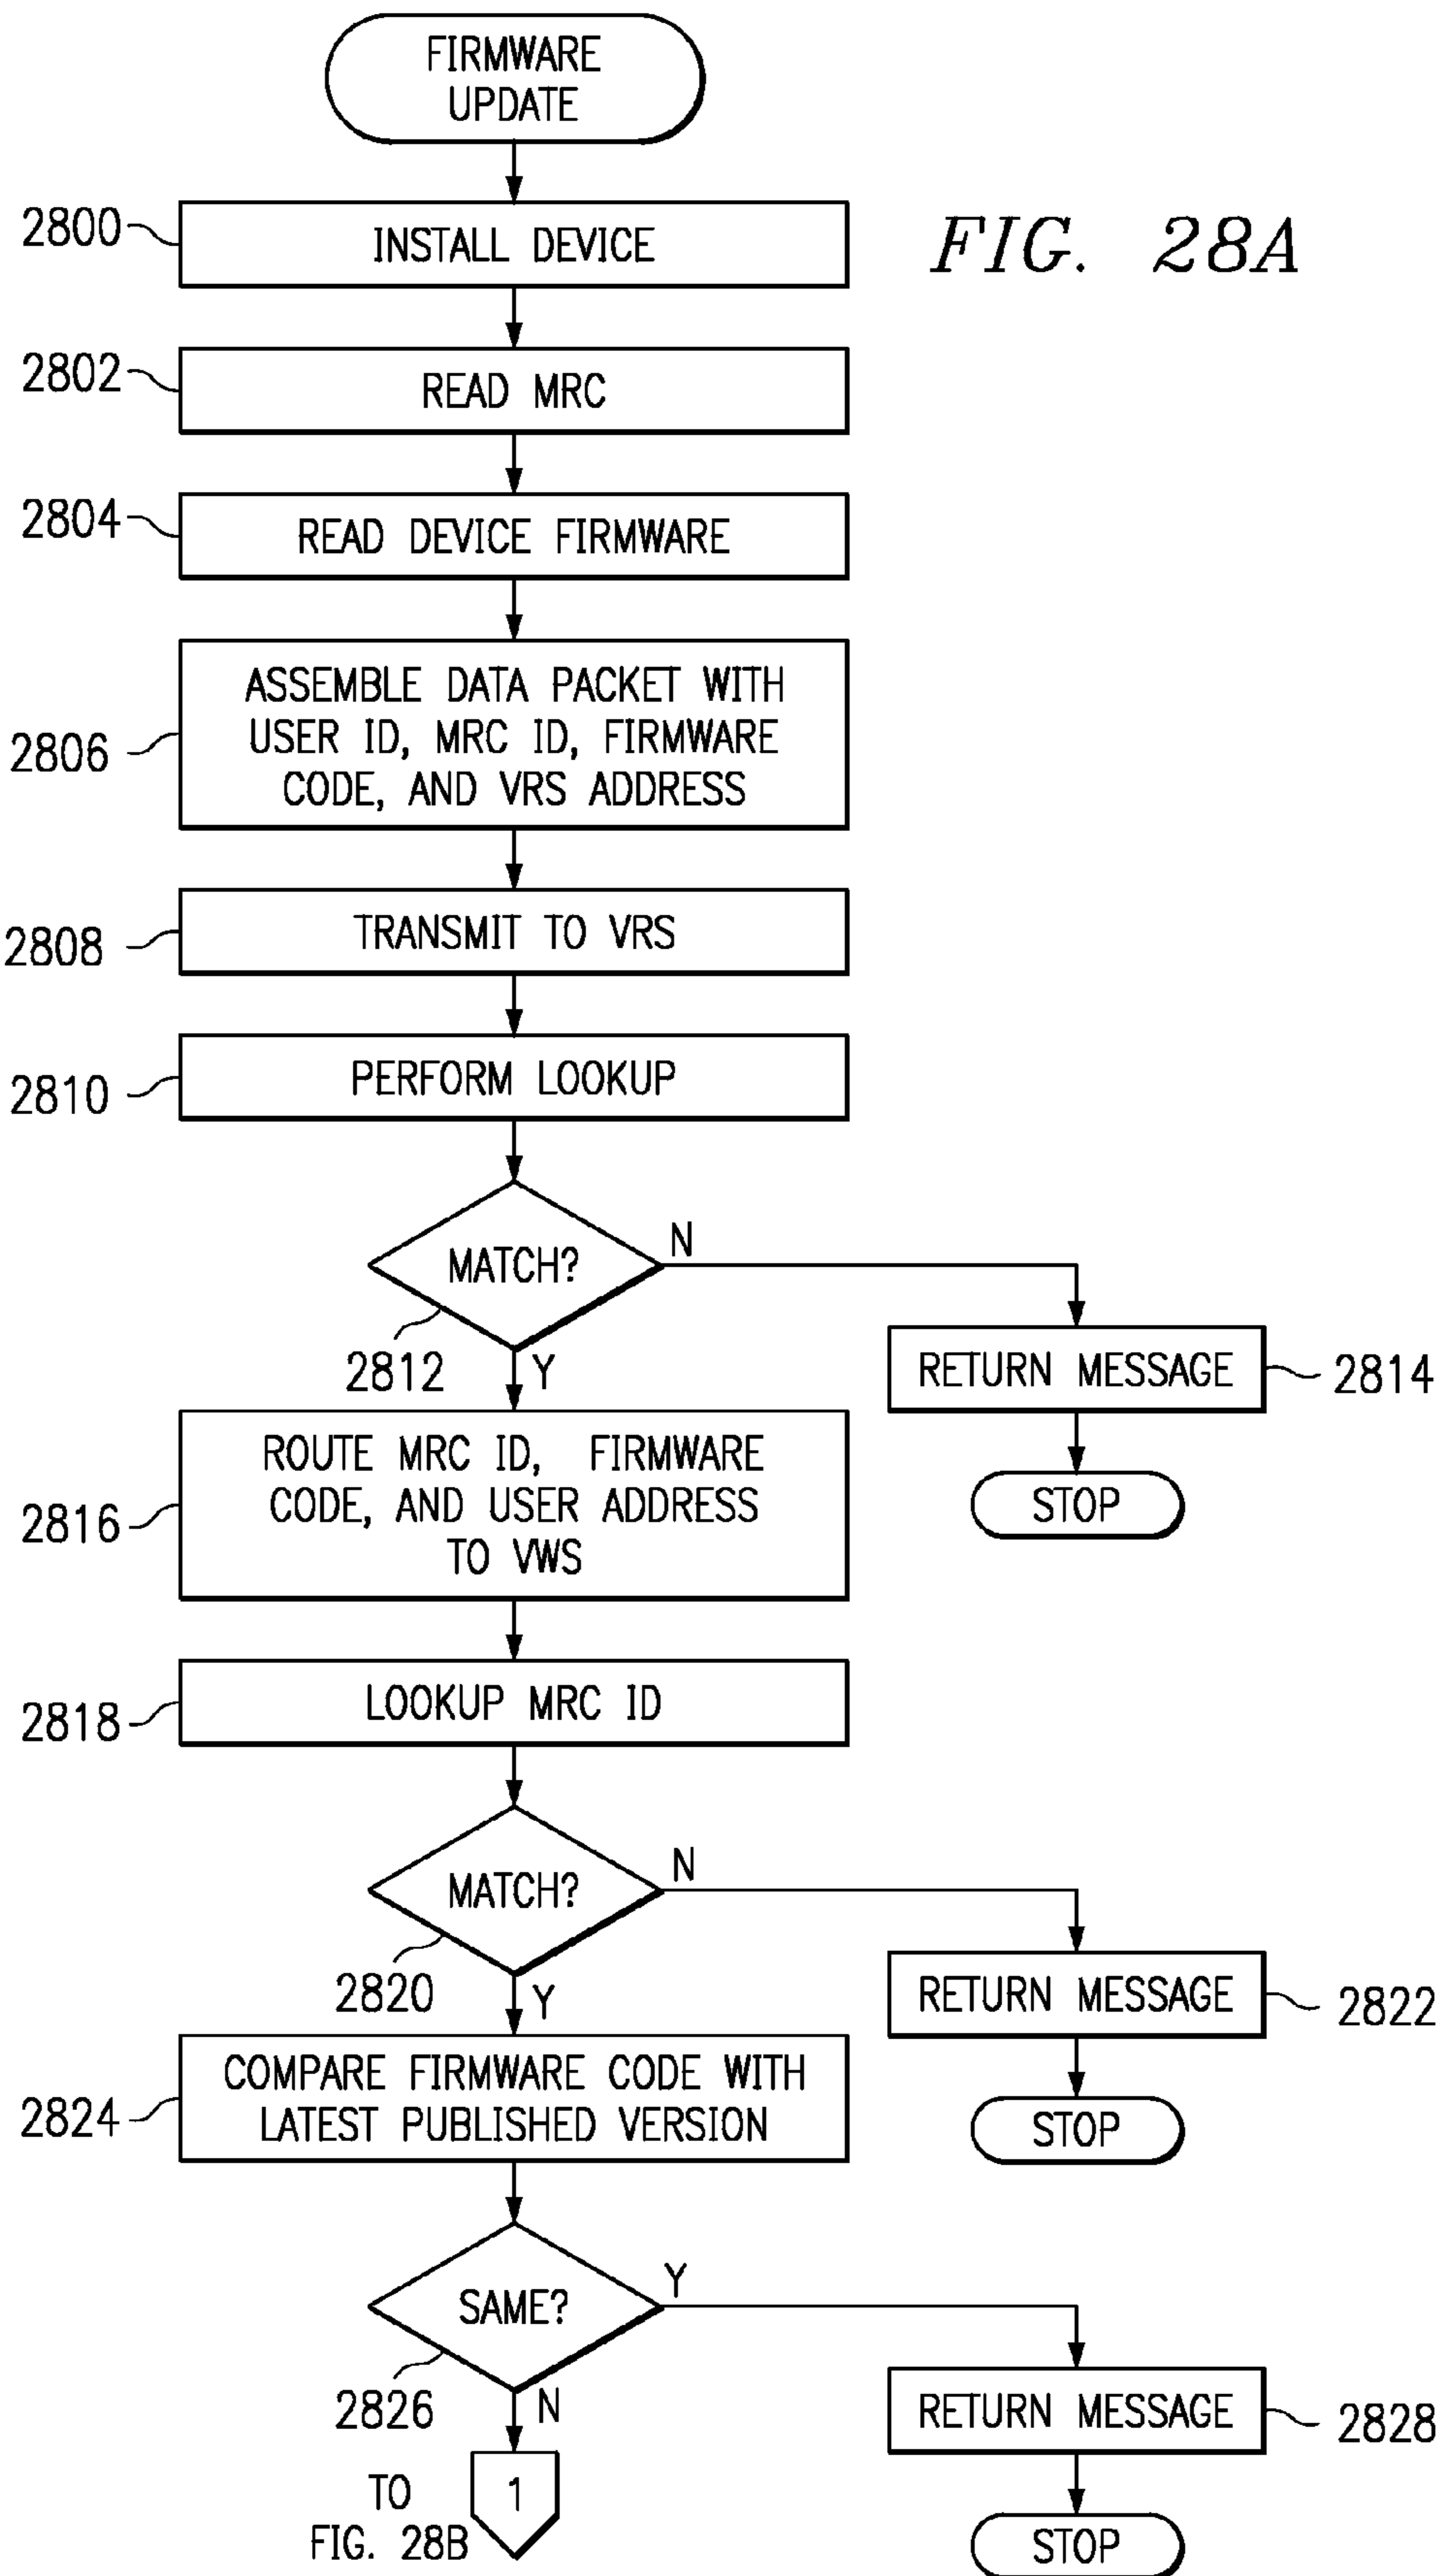 FIRMWARE
UPDATE
FIG. 28A
2800
INSTALL DEVICE
2802
READ MRC
2804
READ DEVICE FIRMWARE
2806
ASSEMBLE DATA PACKET WITH
USER ID, MRC ID, FIRMWARE
CODE, AND VRS ADDRESS
2808
TRANSMIT TO VRS
2810
PERFORM LOOKUP
MATCH?
N
2812
Y
RETURN MESSAGE
2814
STOP
2816
ROUTE MRC ID, FIRMWARE
CODE, AND USER ADDRESS
TO VWS
2818
LOOKUP MRC ID
MATCH?
N
2820
Y
RETURN MESSAGE
2822
STOP
2824
COMPARE FIRMWARE CODE WITH
LATEST PUBLISHED VERSION
SAME?
Y
2826
N
RETURN MESSAGE
2828
STOP
TO
FIG. 28B
1